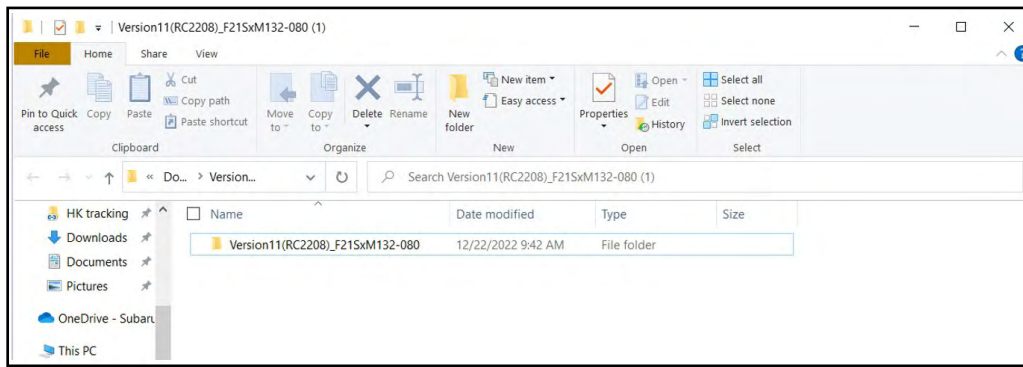 Version11(RC2208)_F21SxM132-080 (1)
File Home Share View
Pin to Quick access
Copy
Paste
Cut
Copy path
Paste shortcut
Clipboard
Move to
Copy to
Delete
Rename
Organize
New folder
New item
Easy access
New
Properties
Open
Edit
History
Open
Select all
Select none
Invert selection
Select
« Do... > Version...
Search Version11(RC2208)_F21SxM132-080 (1)
HK tracking
Downloads
Documents
Pictures
OneDrive - Subaru
This PC
Name Date modified Type Size
Version11(RC2208)_F21SxM132-080 12/22/2022 9:42 AM File folder